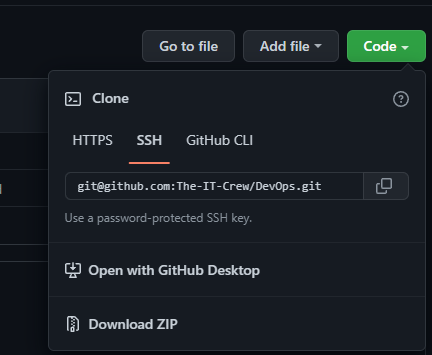 Go to file Add file Code
Clone
HTTPS SSH GitHub CLI
git@github.com:The-IT-Crew/DevOps.git
Use a password-protected SSH key.
Open with GitHub Desktop
Download ZIP